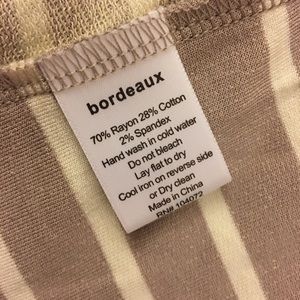 bordeaux
70% Rayon 28% Cotton
2% Spandex
Hand wash in cold water
Do not bleach
Lay flat to dry
Cool iron on reverse side
or Dry clean
Made in China
RN# 104072